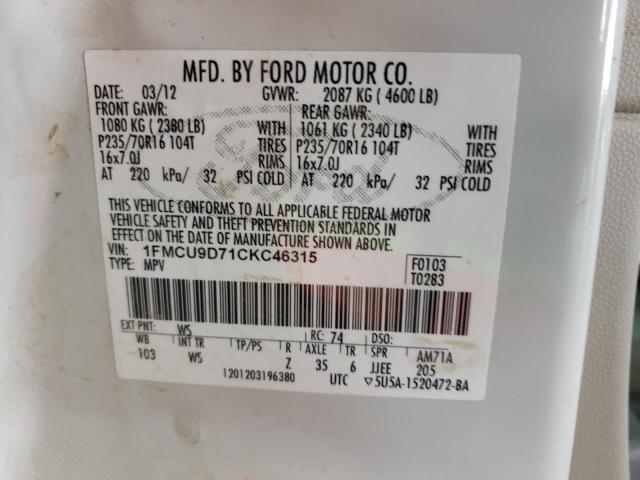 MFD. BY FORD MOTOR CO.
DATE: 03/12 GVWR: 2087 KG ( 4600 LB)
FRONT GAWR: REAR GAWR:
1080 KG ( 2380 LB) WITH 1061 KG ( 2340 LB) WITH
P235/70R16 104T TIRES P235/70R16 104T TIRES
16x7.0J RIMS 16x7.0J RIMS
AT 220 kPa/ 32 PSI COLD AT 220 kPa/ 32 PSI COLD
THIS VEHICLE CONFORMS TO ALL APPLICABLE FEDERAL MOTOR
VEHICLE SAFETY AND THEFT PREVENTION STANDARDS IN
EFFECT ON THE DATE OF MANUFACTURE SHOWN ABOVE.
VIN: 1FMCU9D71CKC46315
TYPE: MPV
F0103
T0283
EXT PNT: WS RC: 74 DSO:
WB INT TR TP/PS R AXLE TR SPR AM71A
103 WS Z 35 6 JJEE 205
1201203196380 UTC ▽5U5A-1520472-BA